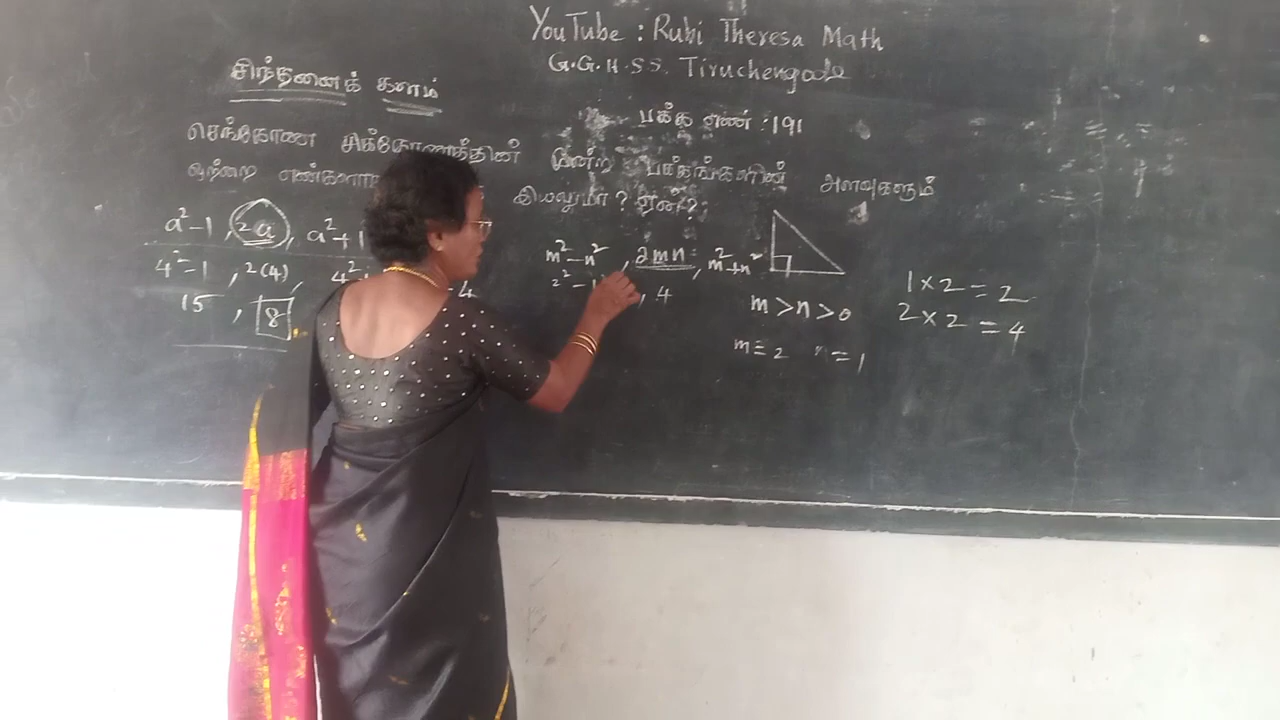 YouTube : Rubi Theresa Math
G.G.H.S.S. Tiruchengode
சிந்தனைக் களம்
பக்க எண் : 191
செங்கோண முக்கோணத்தின் மூன்று பக்கங்களின் அளவுகளும்
ஒற்றை இயலுமா? ஏன்?
a²-1, 2a, a²+1
4²-1, 2(4), 4²
15, 8
4
m²-n², 2mn, m²+n²
2²-1, 4
m>n>0
m=2 n=1
1×2=2
2×2=4